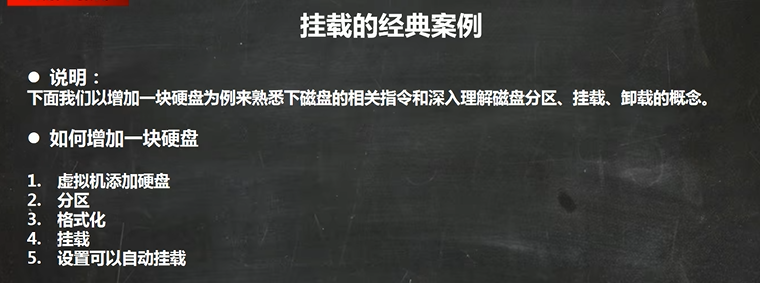 挂载的经典案例
● 说明：
下面我们以增加一块硬盘为例来熟悉下磁盘的相关指令和深入理解磁盘分区、挂载、卸载的概念。
● 如何增加一块硬盘
1. 虚拟机添加硬盘
2. 分区
3. 格式化
4. 挂载
5. 设置可以自动挂载